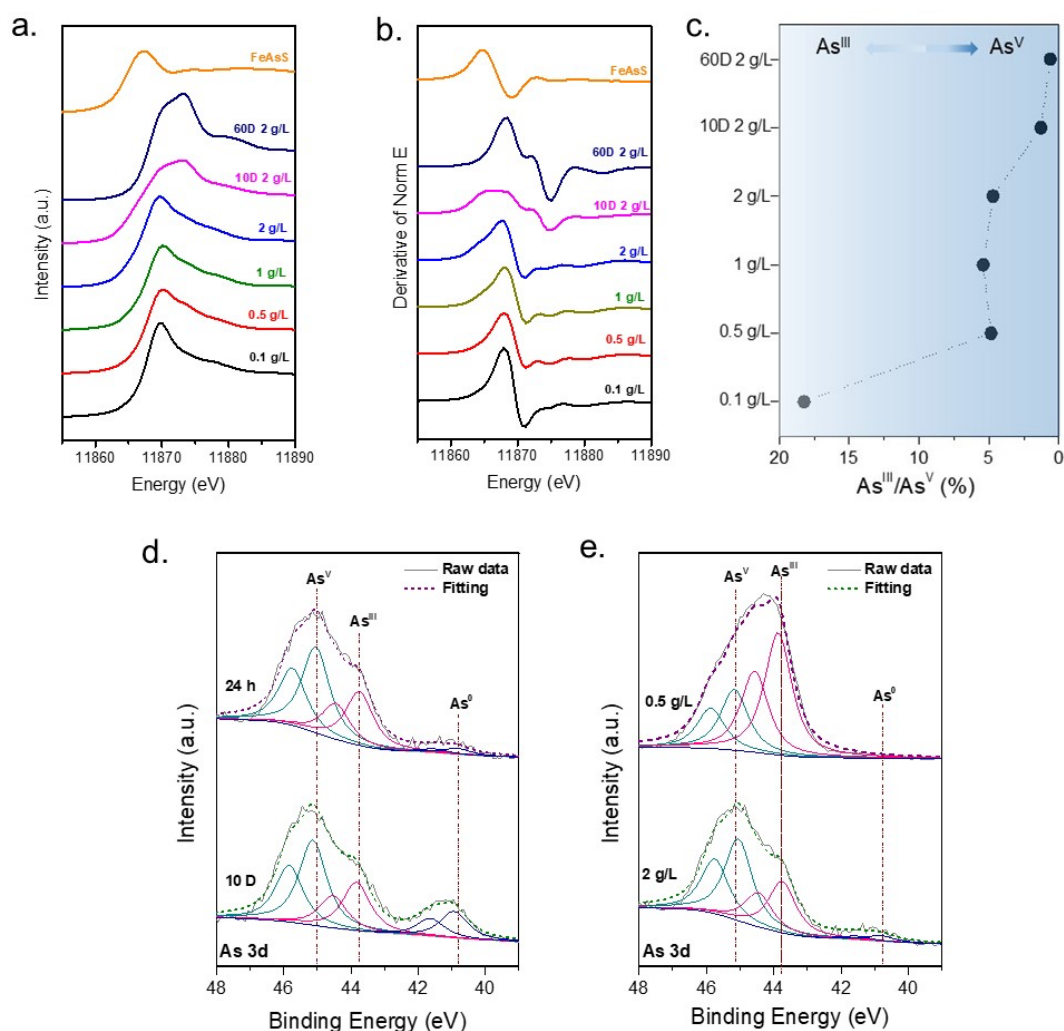 a.
FeAsS
60D 2 g/L
10D 2 g/L
2 g/L
1 g/L
0.5 g/L
0.1 g/L
Intensity (a.u.)
11860 11870 11880 11890
Energy (eV)
b.
FeAsS
60D 2 g/L
10D 2 g/L
2 g/L
1 g/L
0.5 g/L
0.1 g/L
Derivative of Norm E
11860 11870 11880 11890
Energy (eV)
c.
As^III As^V
60D 2 g/L
10D 2 g/L
2 g/L
1 g/L
0.5 g/L
0.1 g/L
20 15 10 5 0
As^III/As^V (%)
d.
Raw data
Fitting
As^V
As^III
As^0
24 h
10 D
As 3d
Intensity (a.u.)
48 46 44 42 40
Binding Energy (eV)
e.
Raw data
Fitting
As^V
As^III
As^0
0.5 g/L
2 g/L
As 3d
Intensity (a.u.)
48 46 44 42 40
Binding Energy (eV)